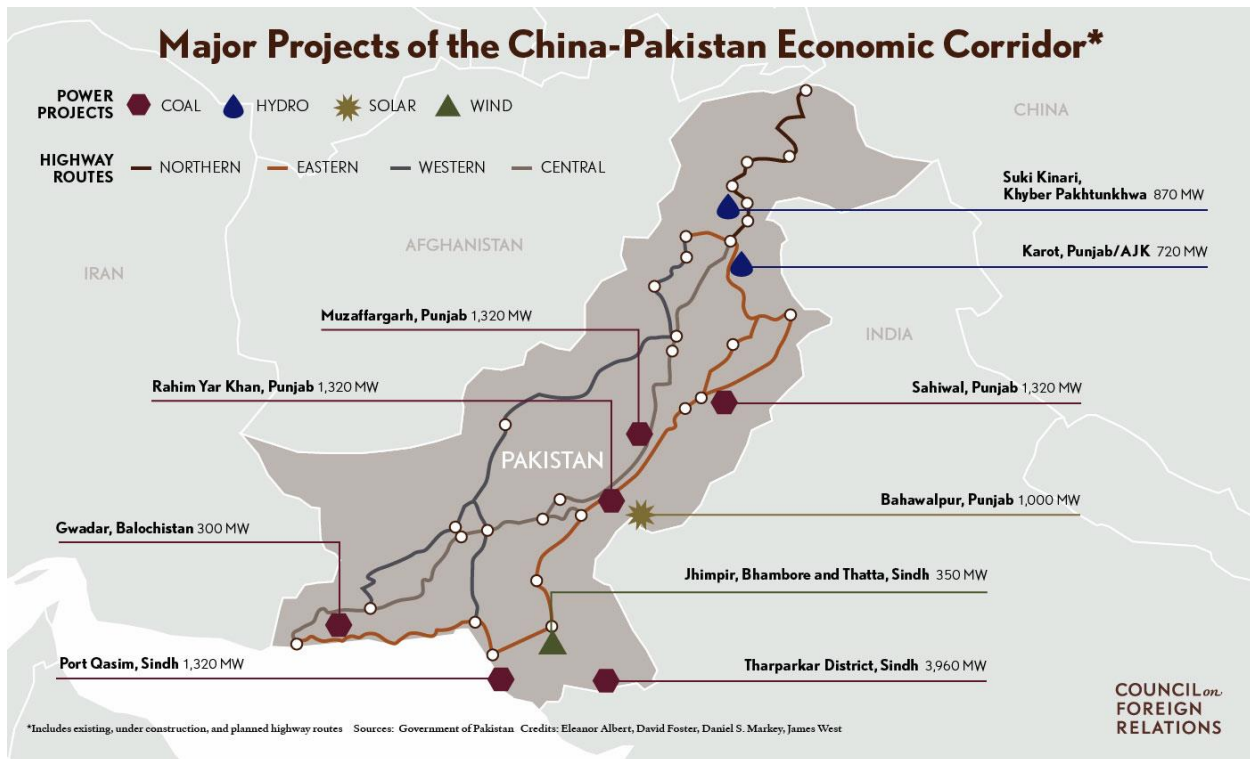 Major Projects of the China-Pakistan Economic Corridor*
POWER
PROJECTS
COAL
HYDRO
SOLAR
WIND
HIGHWAY
ROUTES
NORTHERN
EASTERN
WESTERN
CENTRAL
CHINA
Suki Kinari,
Khyber Pakhtunkhwa 870 MW
AFGHANISTAN
Karot, Punjab/AJK 720 MW
IRAN
Muzaffargarh, Punjab 1,320 MW
INDIA
Rahim Yar Khan, Punjab 1,320 MW
Sahiwal, Punjab 1,320 MW
PAKISTAN
Bahawalpur, Punjab 1,000 MW
Gwadar, Balochistan 300 MW
Jhimpir, Bhambore and Thatta, Sindh 350 MW
Port Qasim, Sindh 1,320 MW
Tharparkar District, Sindh 3,960 MW
COUNCIL on
FOREIGN
RELATIONS
*Includes existing, under construction, and planned highway routes Sources: Government of Pakistan Credits: Eleanor Albert, David Foster, Daniel S. Markey, James West